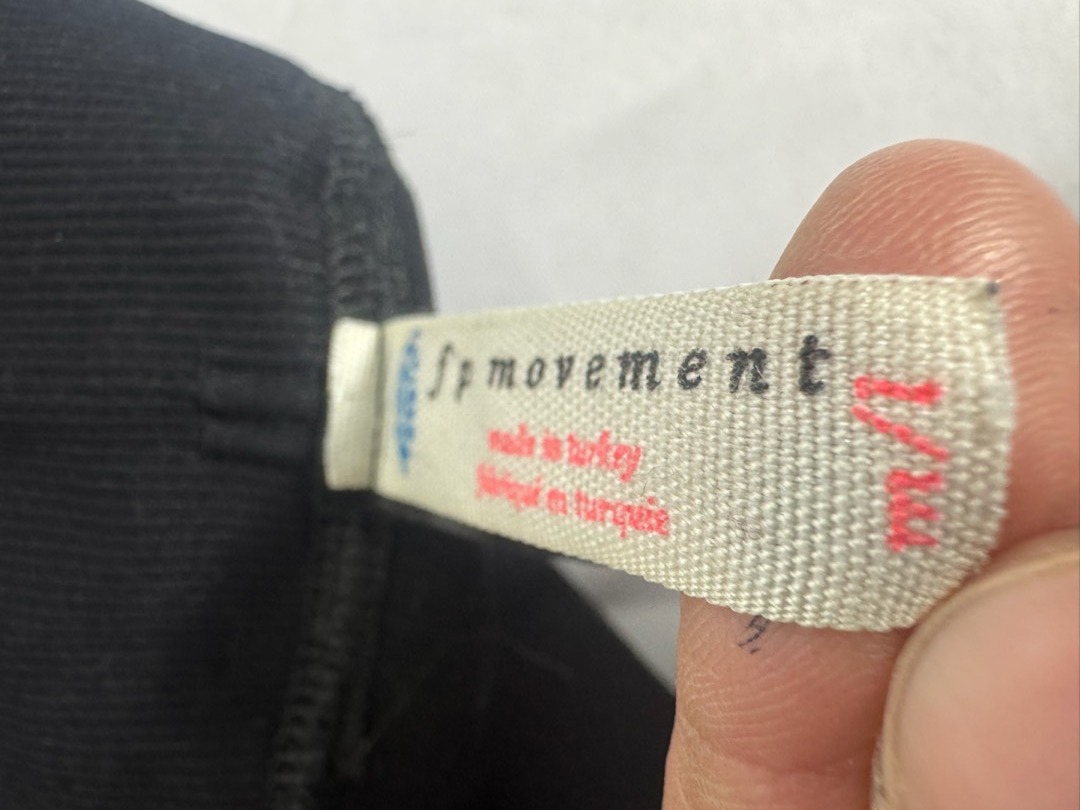 fp movement
made in turkey
fabriqué en turquie